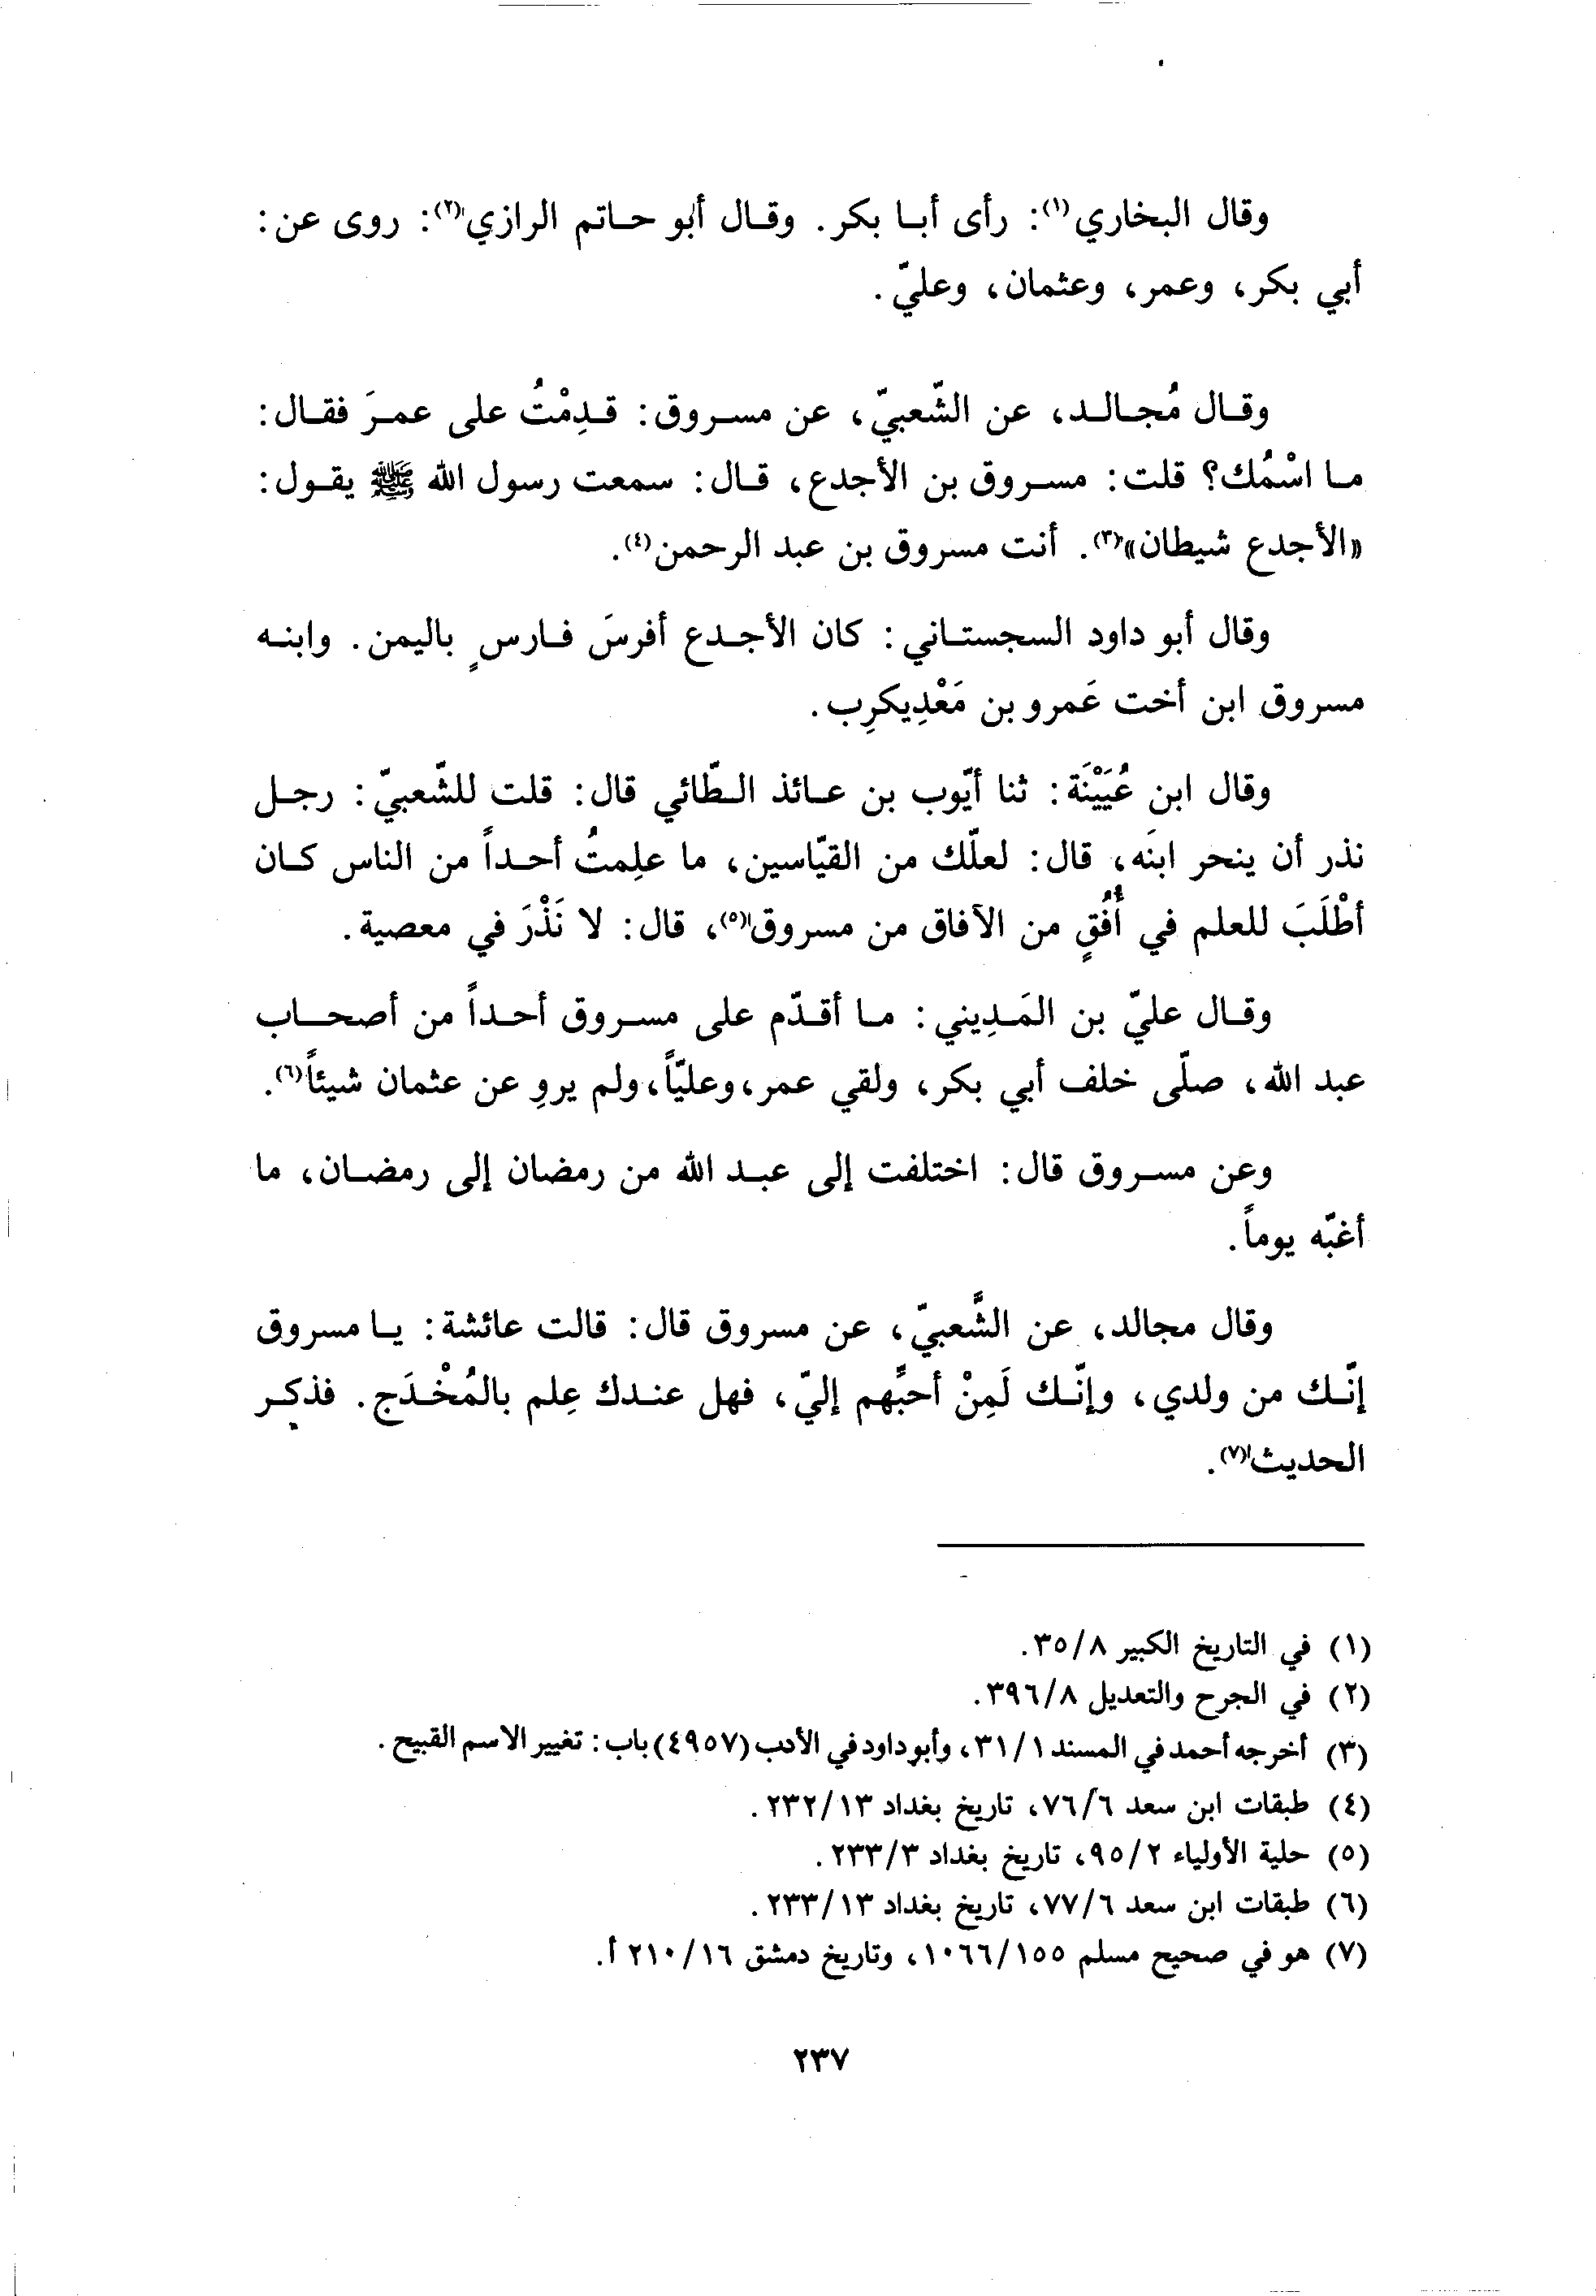 وقال البخاري(١): رأى أبا بكر. وقال أبو حاتم الرازي(٢): روى عن:
أبي بكر، وعمر، وعثمان، وعليّ.
وقال مُجالد، عن الشّعبيّ، عن مسروق: قدِمْتُ على عمرَ فقال:
ما اسْمُك؟ قلت: مسروق بن الأجدع، قال: سمعت رسول الله ﷺ يقول:
«الأجدع شيطان»(٣). أنت مسروق بن عبد الرحمن(٤).
وقال أبو داود السجستاني: كان الأجدع أفرسَ فارسٍ باليمن. وابنه
مسروق ابن أخت عَمرو بن مَعْدِيكرِب.
وقال ابن عُيَيْنَة: ثنا أيّوب بن عائذ الطّائي قال: قلت للشّعبيّ: رجل
نذر أن ينحر ابنَه، قال: لعلّك من القيّاسين، ما علِمتُ أحداً من الناس كان
أطْلَبَ للعلم في أُفُقٍ من الآفاق من مسروق(٥)، قال: لا نَذْرَ في معصية.
وقال عليّ بن المَدِيني: ما أقدّم على مسروق أحداً من أصحاب
عبد الله، صلّى خلف أبي بكر، ولقي عمر، وعليّاً، ولم يروِ عن عثمان شيئاً(٦).
وعن مسروق قال: اختلفت إلى عبد الله من رمضان إلى رمضان، ما
أغبّه يوماً.
وقال مجالد، عن الشَّعبيّ، عن مسروق قال: قالت عائشة: يا مسروق
إنّك من ولدي، وإنّك لَمِنْ أحبّهم إليّ، فهل عندك عِلم بالمُخْدَج. فذكر
الحديث(٧).
(١) في التاريخ الكبير ٣٥/٨.
(٢) في الجرح والتعديل ٣٩٦/٨.
(٣) أخرجه أحمد في المسند ٣١/١، وأبو داود في الأدب (٤٩٥٧) باب: تغيير الاسم القبيح.
(٤) طبقات ابن سعد ٧٦/٦، تاريخ بغداد ٢٣٢/١٣.
(٥) حلية الأولياء ٩٥/٢، تاريخ بغداد ٢٣٣/٣.
(٦) طبقات ابن سعد ٧٧/٦، تاريخ بغداد ٢٣٣/١٣.
(٧) هو في صحيح مسلم ١٠٦٦/١٥٥، وتاريخ دمشق ٢١٠/١٦ أ.
٢٣٧